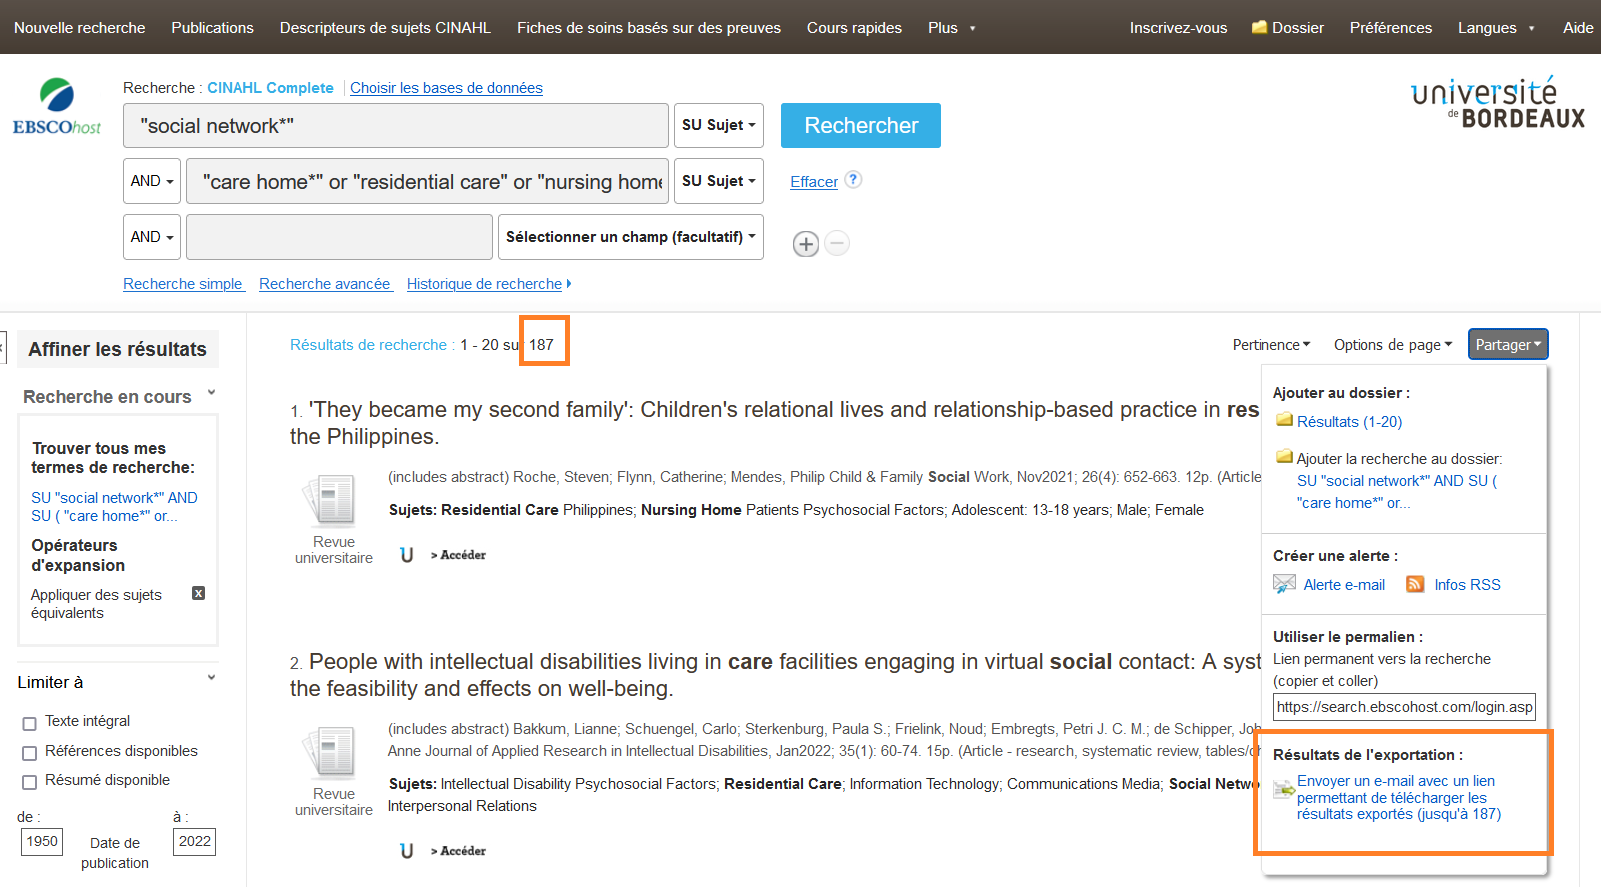 Nouvelle recherche Publications Descripteurs de sujets CINAHL Fiches de soins basés sur des preuves Cours rapides Plus Inscrivez-vous Dossier Préférences Langues Aide
EBSCOhost
Recherche : CINAHL Complete Choisir les bases de données
"social network*" SU Sujet Rechercher
université de BORDEAUX
AND "care home*" or "residential care" or "nursing home SU Sujet Effacer ?
AND Sélectionner un champ (facultatif)
Recherche simple Recherche avancée Historique de recherche
Affiner les résultats
Recherche en cours
Trouver tous mes
termes de recherche:
SU "social network*" AND
SU ( "care home*" or...
Opérateurs
d'expansion
Appliquer des sujets
équivalents
x
Limiter à
Texte intégral
Références disponibles
Résumé disponible
de : à :
1950 Date de publication 2022
Résultats de recherche : 1 - 20 su 187
Pertinence Options de page Partager
1. 'They became my second family': Children's relational lives and relationship-based practice in res
the Philippines.
(includes abstract) Roche, Steven; Flynn, Catherine; Mendes, Philip Child & Family Social Work, Nov2021; 26(4): 652-663. 12p. (Article
Sujets: Residential Care Philippines; Nursing Home Patients Psychosocial Factors; Adolescent: 13-18 years; Male; Female
Revue
universitaire
U > Accéder
2. People with intellectual disabilities living in care facilities engaging in virtual social contact: A syst
the feasibility and effects on well-being.
(includes abstract) Bakkum, Lianne; Schuengel, Carlo; Sterkenburg, Paula S.; Frielink, Noud; Embregts, Petri J. C. M.; de Schipper, Joh
Anne Journal of Applied Research in Intellectual Disabilities, Jan2022; 35(1): 60-74. 15p. (Article - research, systematic review, tables/ch
Sujets: Intellectual Disability Psychosocial Factors; Residential Care; Information Technology; Communications Media; Social Netwo
Interpersonal Relations
Revue
universitaire
U > Accéder
Ajouter au dossier :
Résultats (1-20)
Ajouter la recherche au dossier:
SU "social network*" AND SU (
"care home*" or...
Créer une alerte :
Alerte e-mail Infos RSS
Utiliser le permalien :
Lien permanent vers la recherche
(copier et coller)
https://search.ebscohost.com/login.asp
Résultats de l'exportation :
Envoyer un e-mail avec un lien
permettant de télécharger les
résultats exportés (jusqu'à 187)